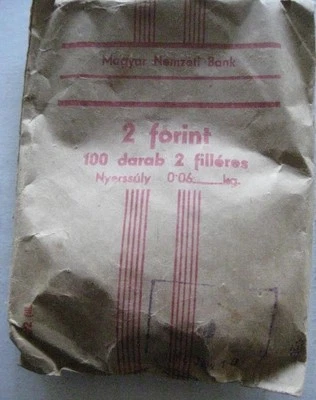 Magyar Nemzeti Bank
2 forint
100 darab 2 filléres
Nyerssúly 0·06 kg.